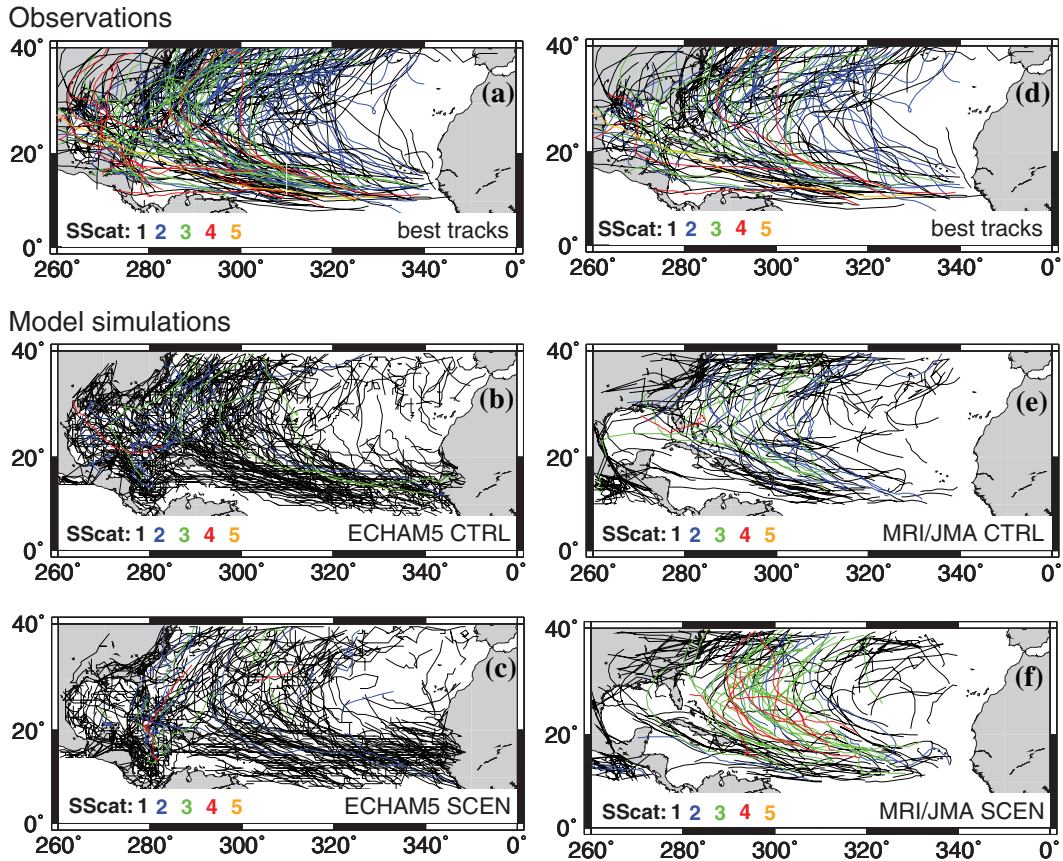 Observations
40°
20°
0°
(a)
SScat: 1 2 3 4 5
best tracks
260° 280° 300° 320° 340° 0°
40°
20°
0°
(d)
SScat: 1 2 3 4 5
best tracks
260° 280° 300° 320° 340° 0°
Model simulations
40°
20°
0°
(b)
SScat: 1 2 3 4 5
ECHAM5 CTRL
260° 280° 300° 320° 340° 0°
40°
20°
0°
(e)
SScat: 1 2 3 4 5
MRI/JMA CTRL
260° 280° 300° 320° 340° 0°
40°
20°
0°
(c)
SScat: 1 2 3 4 5
ECHAM5 SCEN
260° 280° 300° 320° 340° 0°
40°
20°
0°
(f)
SScat: 1 2 3 4 5
MRI/JMA SCEN
260° 280° 300° 320° 340° 0°